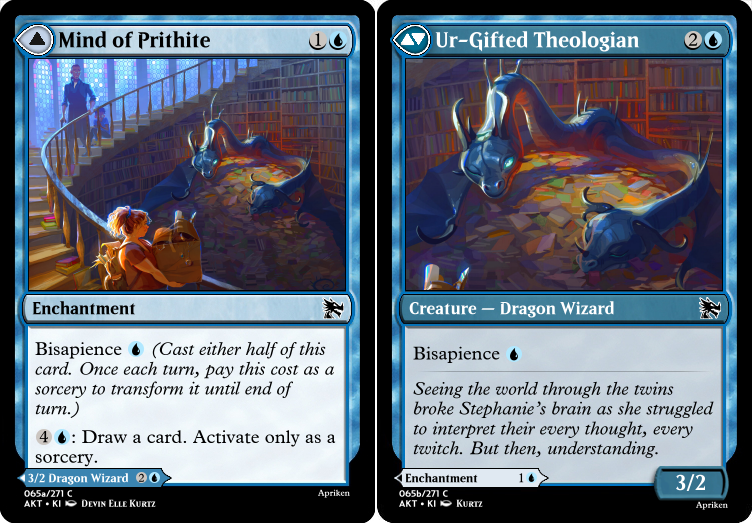 Mind of Prithite
1
Enchantment
Bisapience (Cast either half of this
card. Once each turn, pay this cost as a
sorcery to transform it until end of
turn.)
4 : Draw a card. Activate only as a
sorcery.
3/2 Dragon Wizard 2
065a/271 C
AKT • KI DEVIN ELLE KURTZ
Apriken
Ur-Gifted Theologian
2
Creature — Dragon Wizard
Bisapience
Seeing the world through the twins
broke Stephanie's brain as she struggled
to interpret their every thought, every
twitch. But then, understanding.
Enchantment 1
3/2
065b/271 C
AKT • KI KURTZ
Apriken